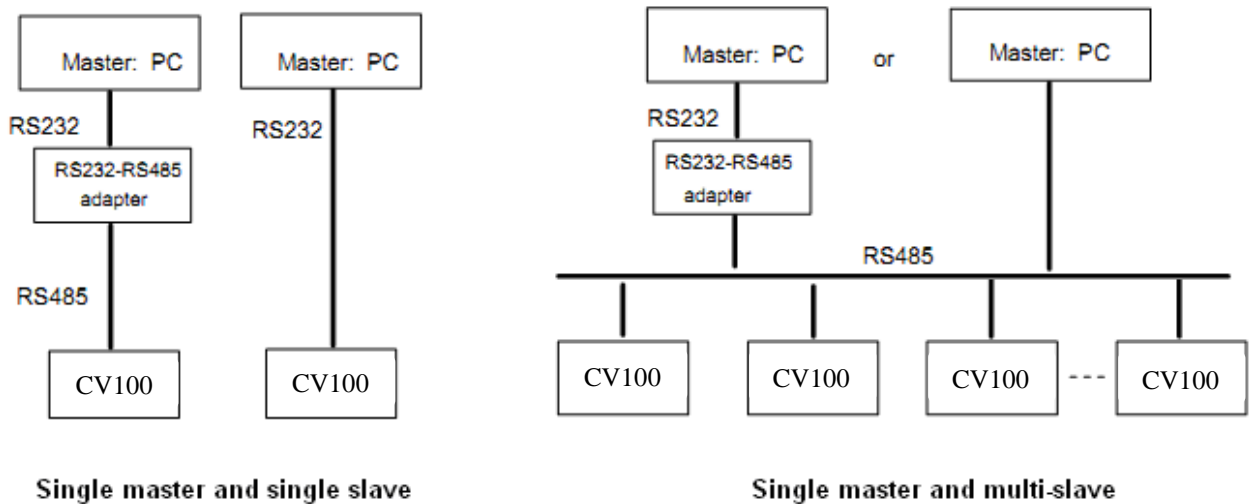 Master: PC
RS232
RS232-RS485
adapter
RS485
CV100
Master: PC
RS232
CV100
Single master and single slave
Master: PC
or
Master: PC
RS232
RS232-RS485
adapter
RS485
CV100
CV100
CV100
---
CV100
Single master and multi-slave